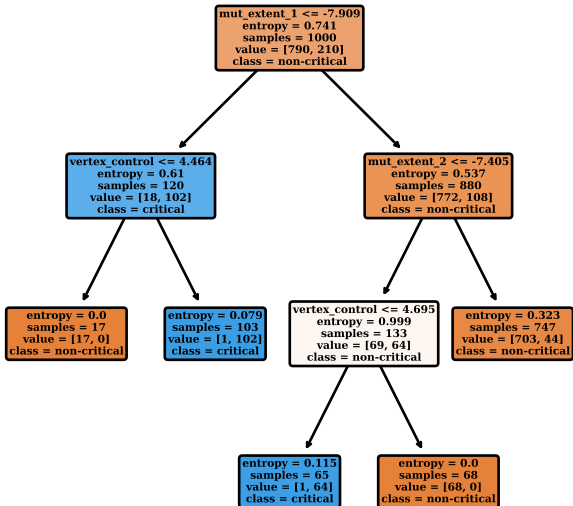 mut_extent_1 <= -7.909
entropy = 0.741
samples = 1000
value = [790, 210]
class = non-critical
vertex_control <= 4.464
entropy = 0.61
samples = 120
value = [18, 102]
class = critical
mut_extent_2 <= -7.405
entropy = 0.537
samples = 880
value = [772, 108]
class = non-critical
entropy = 0.0
samples = 17
value = [17, 0]
class = non-critical
entropy = 0.079
samples = 103
value = [1, 102]
class = critical
vertex_control <= 4.695
entropy = 0.999
samples = 133
value = [69, 64]
class = non-critical
entropy = 0.323
samples = 747
value = [703, 44]
class = non-critical
entropy = 0.115
samples = 65
value = [1, 64]
class = critical
entropy = 0.0
samples = 68
value = [68, 0]
class = non-critical